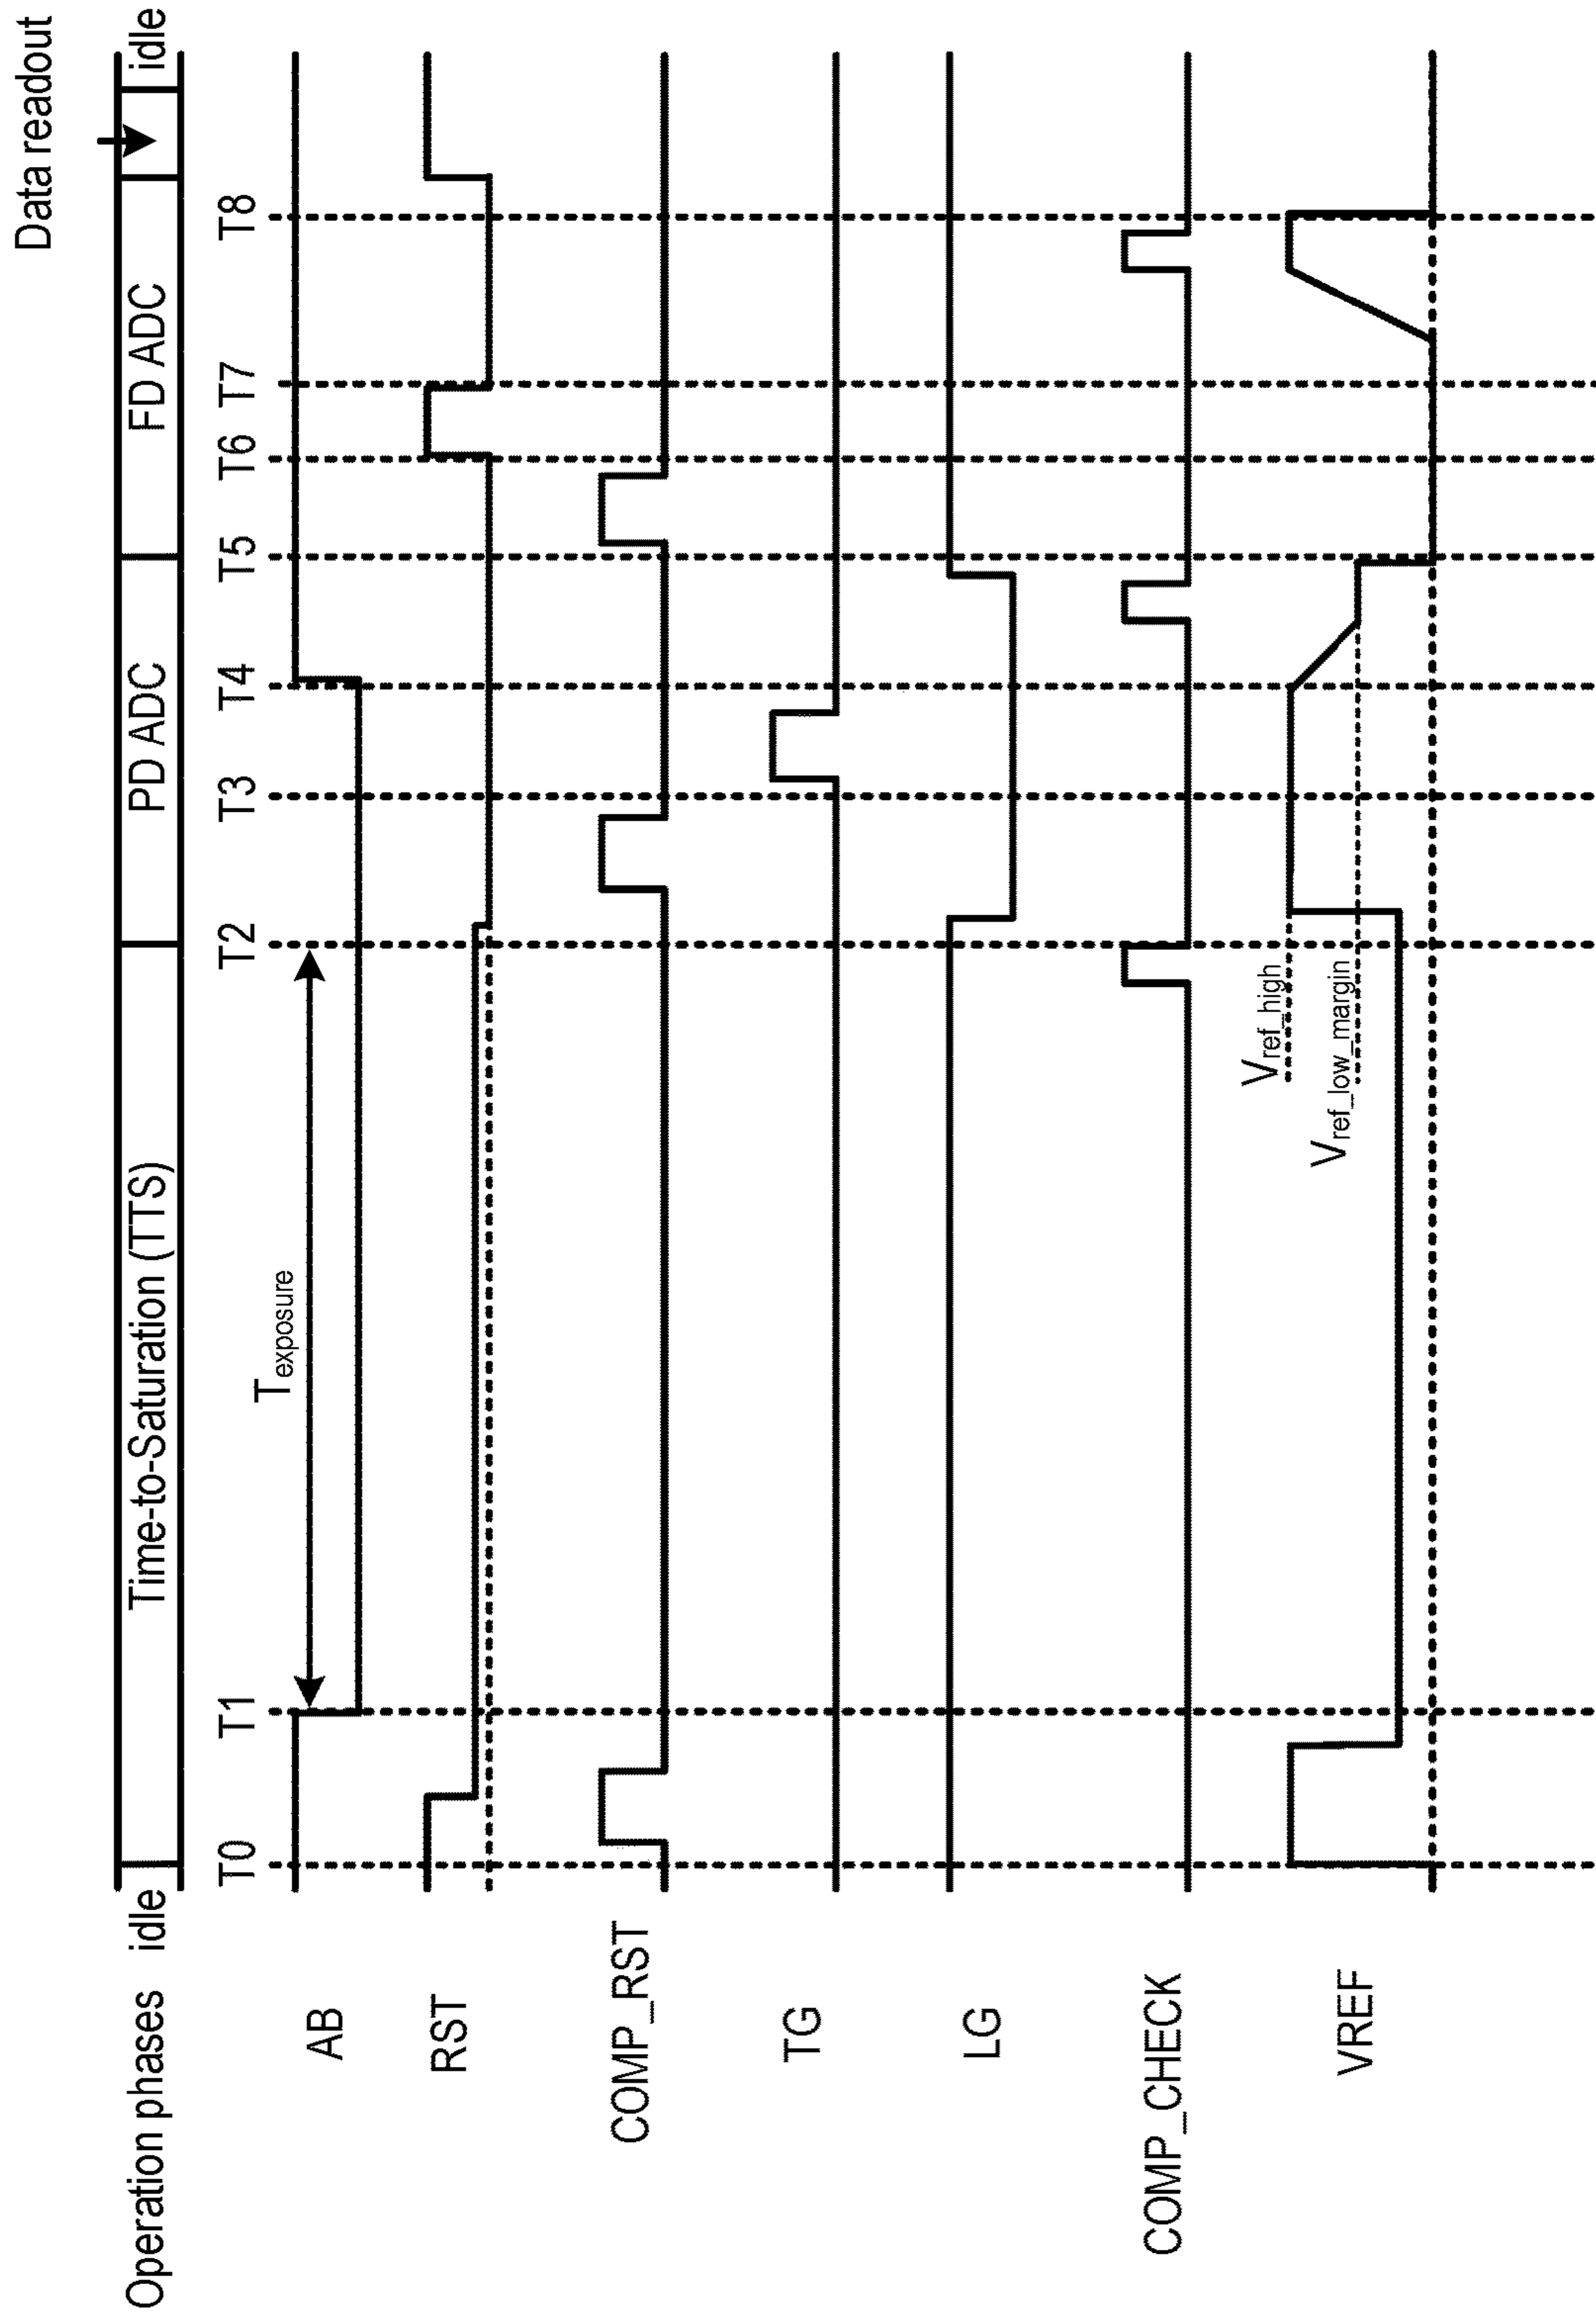 Data readout
Operation phases idle Time-to-Saturation (TTS) PD ADC FD ADC idle
T0 T1 T2 T3 T4 T5 T6 T7 T8
Texposure
AB
RST
COMP_RST
TG
LG
COMP_CHECK
Vref_high
Vref_low_margin
VREF